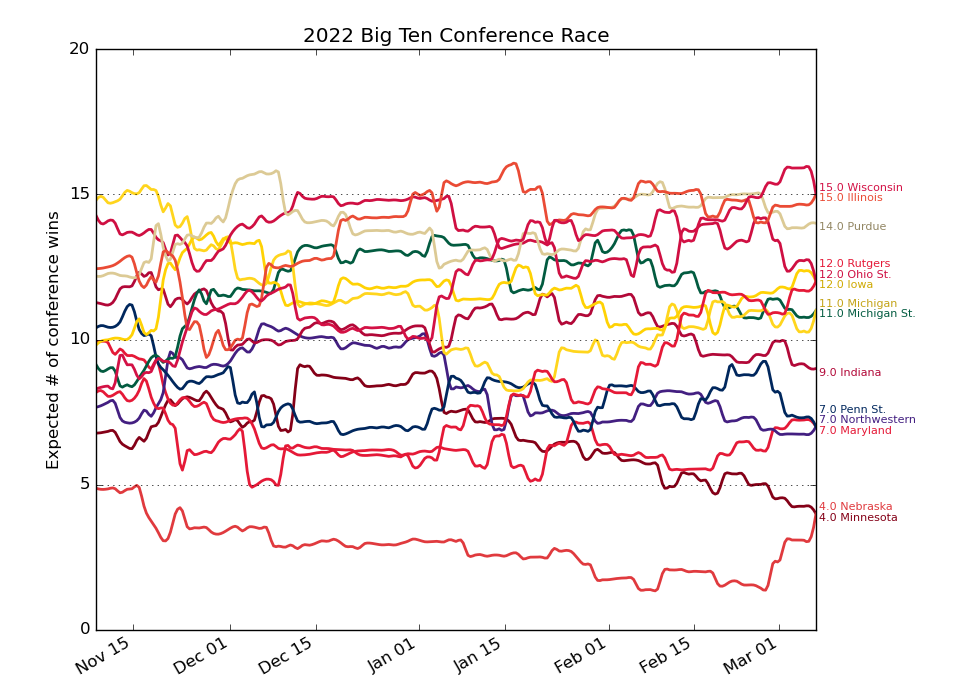 2022 Big Ten Conference Race
Expected # of conference wins
20
15
10
5
0
15.0 Wisconsin
15.0 Illinois
14.0 Purdue
12.0 Rutgers
12.0 Ohio St.
12.0 Iowa
11.0 Michigan
11.0 Michigan St.
9.0 Indiana
7.0 Penn St.
7.0 Northwestern
7.0 Maryland
4.0 Nebraska
4.0 Minnesota
Nov 15
Dec 01
Dec 15
Jan 01
Jan 15
Feb 01
Feb 15
Mar 01